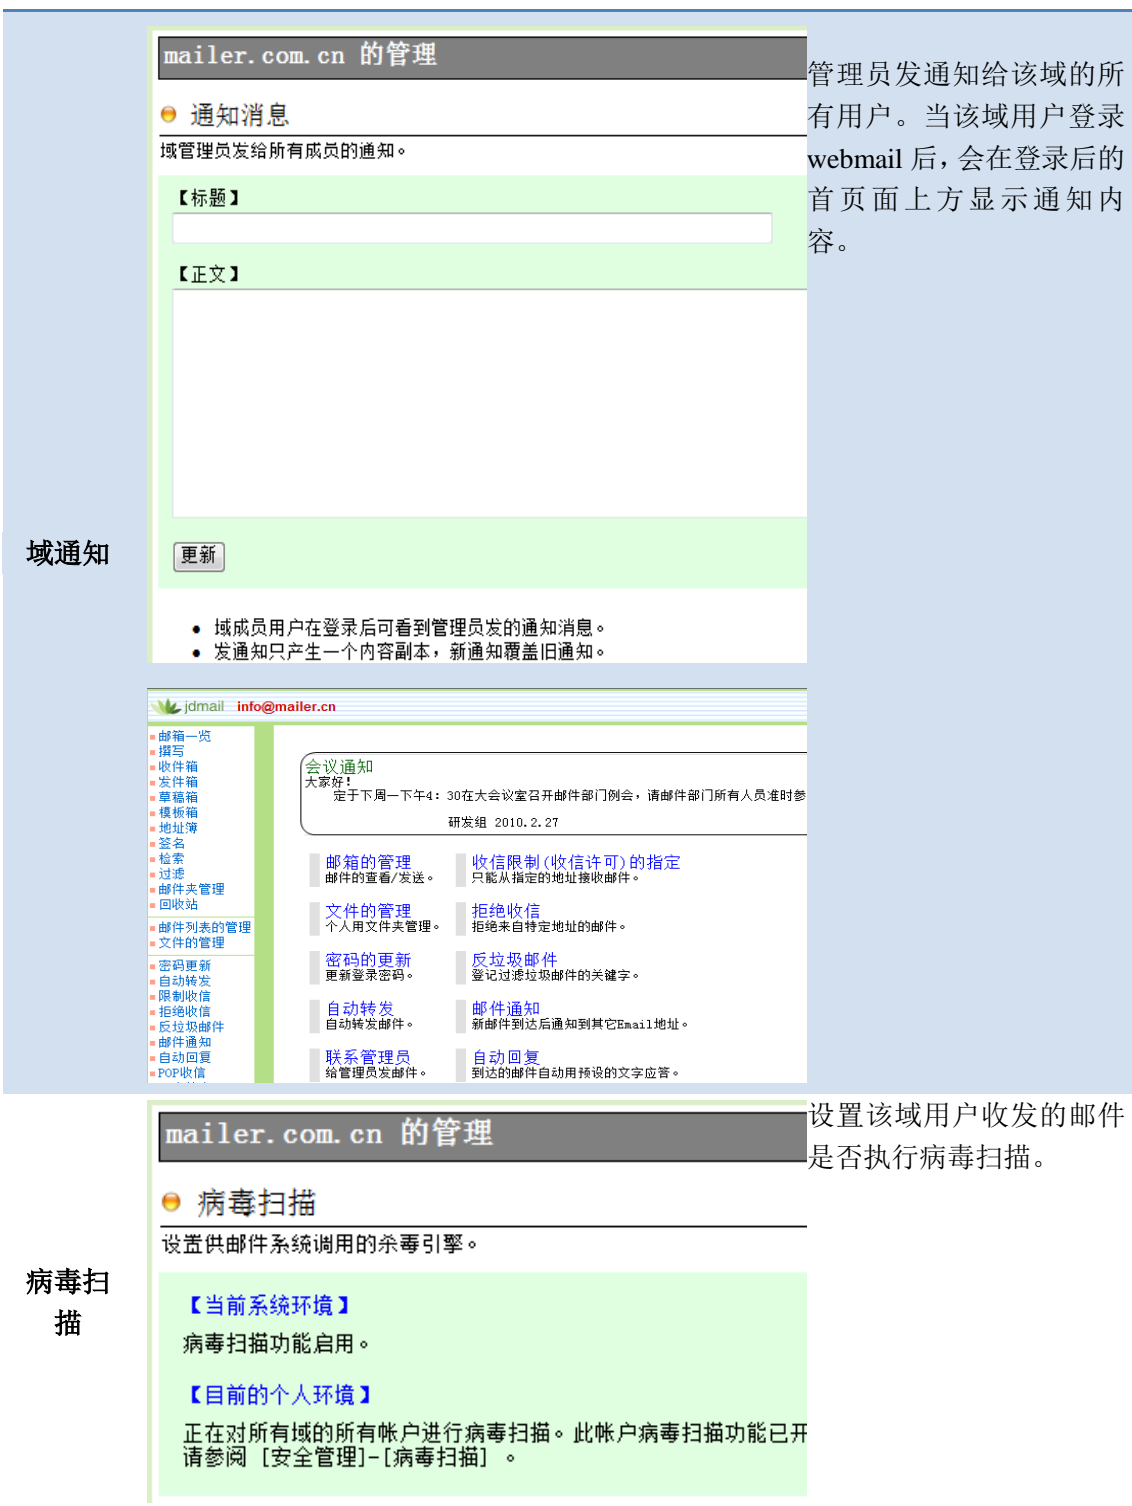 域通知
mailer.com.cn 的管理
通知消息
域管理员发给所有成员的通知。
【标题】
【正文】
更新
域成员用户在登录后可看到管理员发的通知消息。
发通知只产生一个内容副本，新通知覆盖旧通知。
管理员发通知给该域的所
有用户。当该域用户登录
webmail 后，会在登录后的
首页面上方显示通知内
容。
jdmail info@mailer.cn
邮箱一览
撰写
收件箱
发件箱
草稿箱
模板箱
地址簿
签名
检索
过滤
邮件夹管理
回收站
邮件列表的管理
文件的管理
密码更新
自动转发
限制收信
拒绝收信
反垃圾邮件
邮件通知
自动回复
POP收信
会议通知
大家好！
定于下周一下午4：30在大会议室召开邮件部门例会，请邮件部门所有人员准时参
研发组 2010.2.27
邮箱的管理
邮件的查看/发送。
收信限制(收信许可)的指定
只能从指定的地址接收邮件。
文件的管理
个人用文件夹管理。
拒绝收信
拒绝来自特定地址的邮件。
密码的更新
更新登录密码。
反垃圾邮件
登记过滤垃圾邮件的关键字。
自动转发
自动转发邮件。
邮件通知
新邮件到达后通知到其它Email地址。
联系管理员
给管理员发邮件。
自动回复
到达的邮件自动用预设的文字应答。
病毒扫
描
mailer.com.cn 的管理
病毒扫描
设置供邮件系统调用的杀毒引擎。
【当前系统环境】
病毒扫描功能启用。
【目前的个人环境】
正在对所有域的所有帐户进行病毒扫描。此帐户病毒扫描功能已开
请参阅 [安全管理]-[病毒扫描] 。
设置该域用户收发的邮件
是否执行病毒扫描。